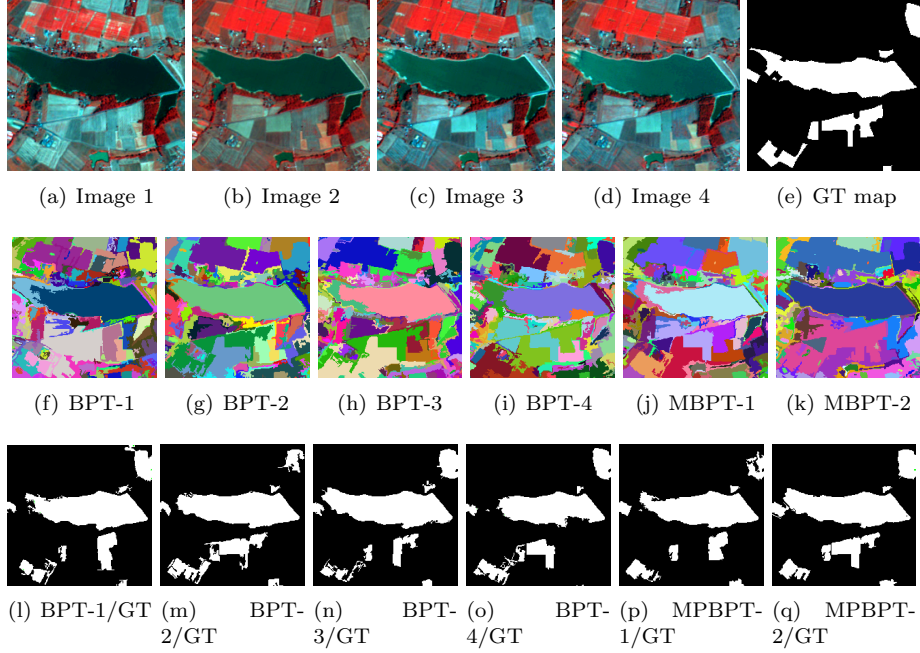 (a) Image 1 (b) Image 2 (c) Image 3 (d) Image 4 (e) GT map
(f) BPT-1 (g) BPT-2 (h) BPT-3 (i) BPT-4 (j) MBPT-1 (k) MBPT-2
(l) BPT-1/GT (m) BPT- (n) BPT- (o) BPT- (p) MPBPT- (q) MPBPT-
2/GT 3/GT 4/GT 1/GT 2/GT